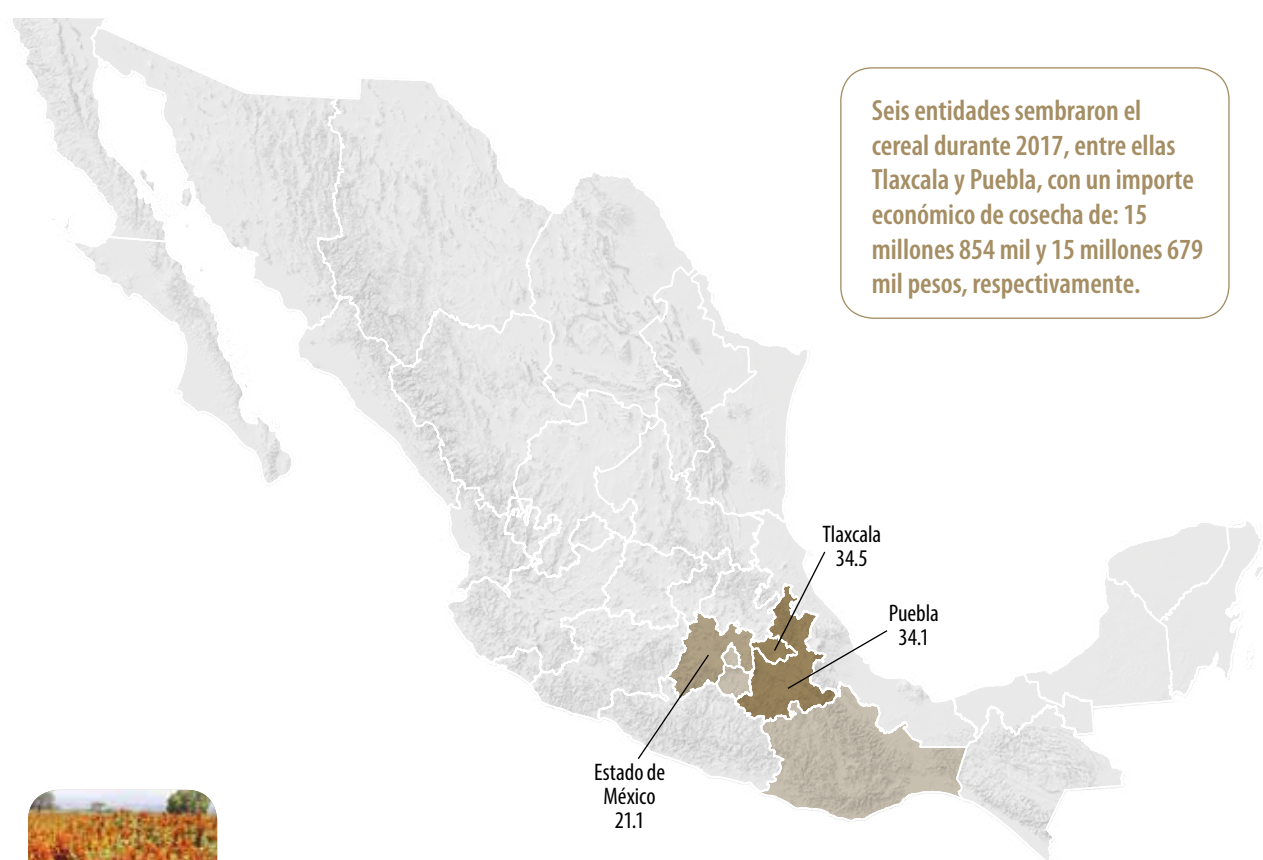 Seis entidades sembraron el
cereal durante 2017, entre ellas
Tlaxcala y Puebla, con un importe
económico de cosecha de: 15
millones 854 mil y 15 millones 679
mil pesos, respectivamente.
Tlaxcala
34.5
Puebla
34.1
Estado de
México
21.1